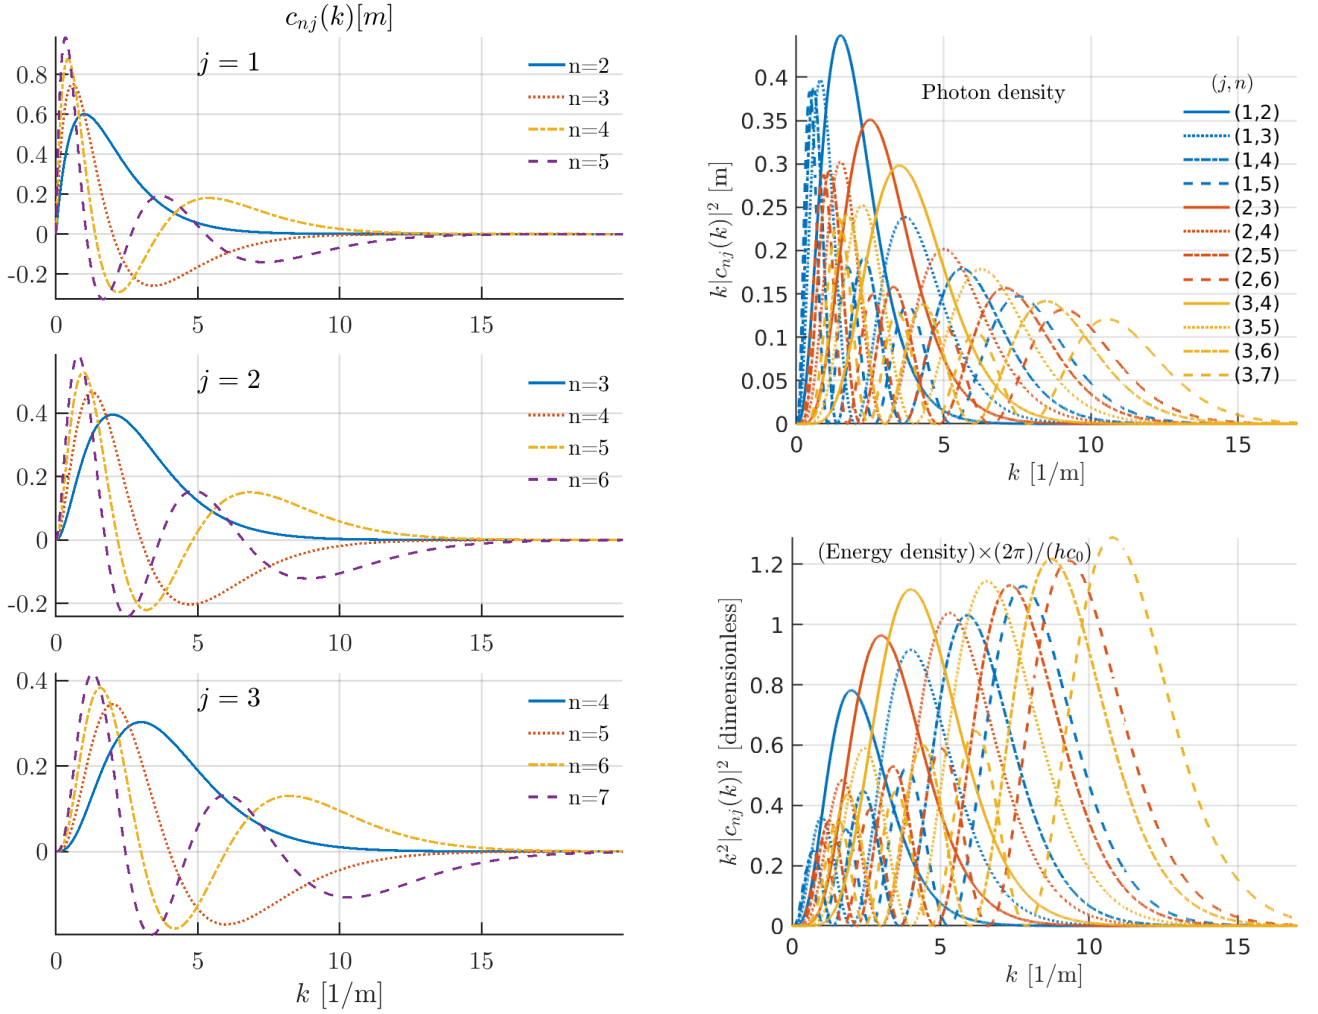 c_{nj}(k)[m]
j = 1
n=2
n=3
n=4
n=5
0.8
0.6
0.4
0.2
0
-0.2
0 5 10 15
j = 2
n=3
n=4
n=5
n=6
0.4
0.2
0
-0.2
0 5 10 15
j = 3
n=4
n=5
n=6
n=7
0.4
0.2
0
0 5 10 15
k [1/m]
Photon density
(j,n)
(1,2)
(1,3)
(1,4)
(1,5)
(2,3)
(2,4)
(2,5)
(2,6)
(3,4)
(3,5)
(3,6)
(3,7)
k|c_{nj}(k)|^2 [m]
0.4
0.35
0.3
0.25
0.2
0.15
0.1
0.05
0
0 5 10 15
k [1/m]
(Energy density)×(2π)/(hc_0)
k^2|c_{nj}(k)|^2 [dimensionless]
1.2
1
0.8
0.6
0.4
0.2
0
0 5 10 15
k [1/m]